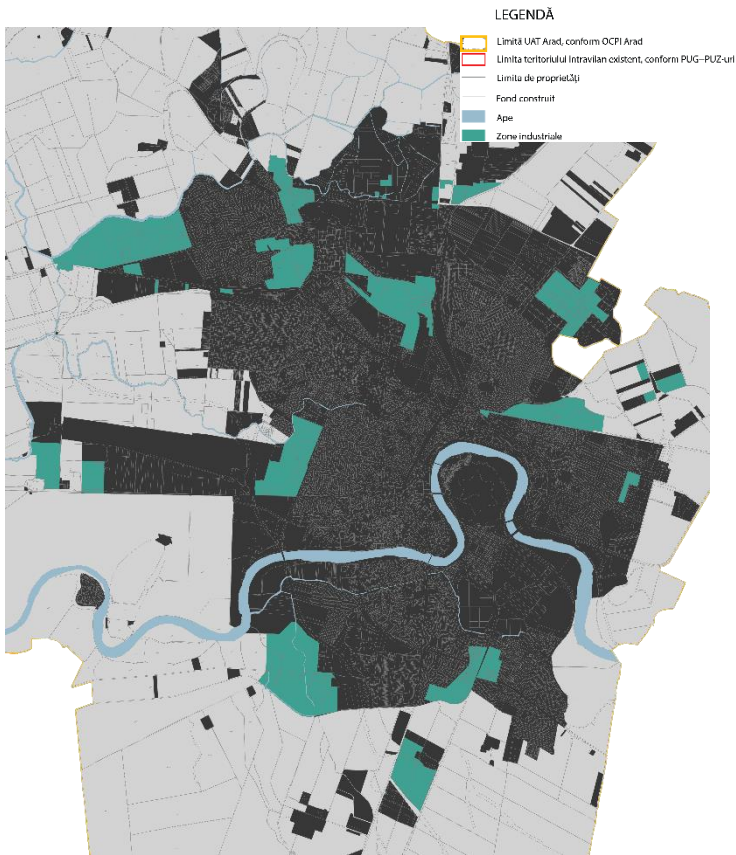 LEGENDĂ
Limită UAT Arad, conform OCPI Arad
Limita teritoriului intravilan existent, conform PUG-PUZ-uri
Limita de proprietăți
Fond construit
Ape
Zone industriale